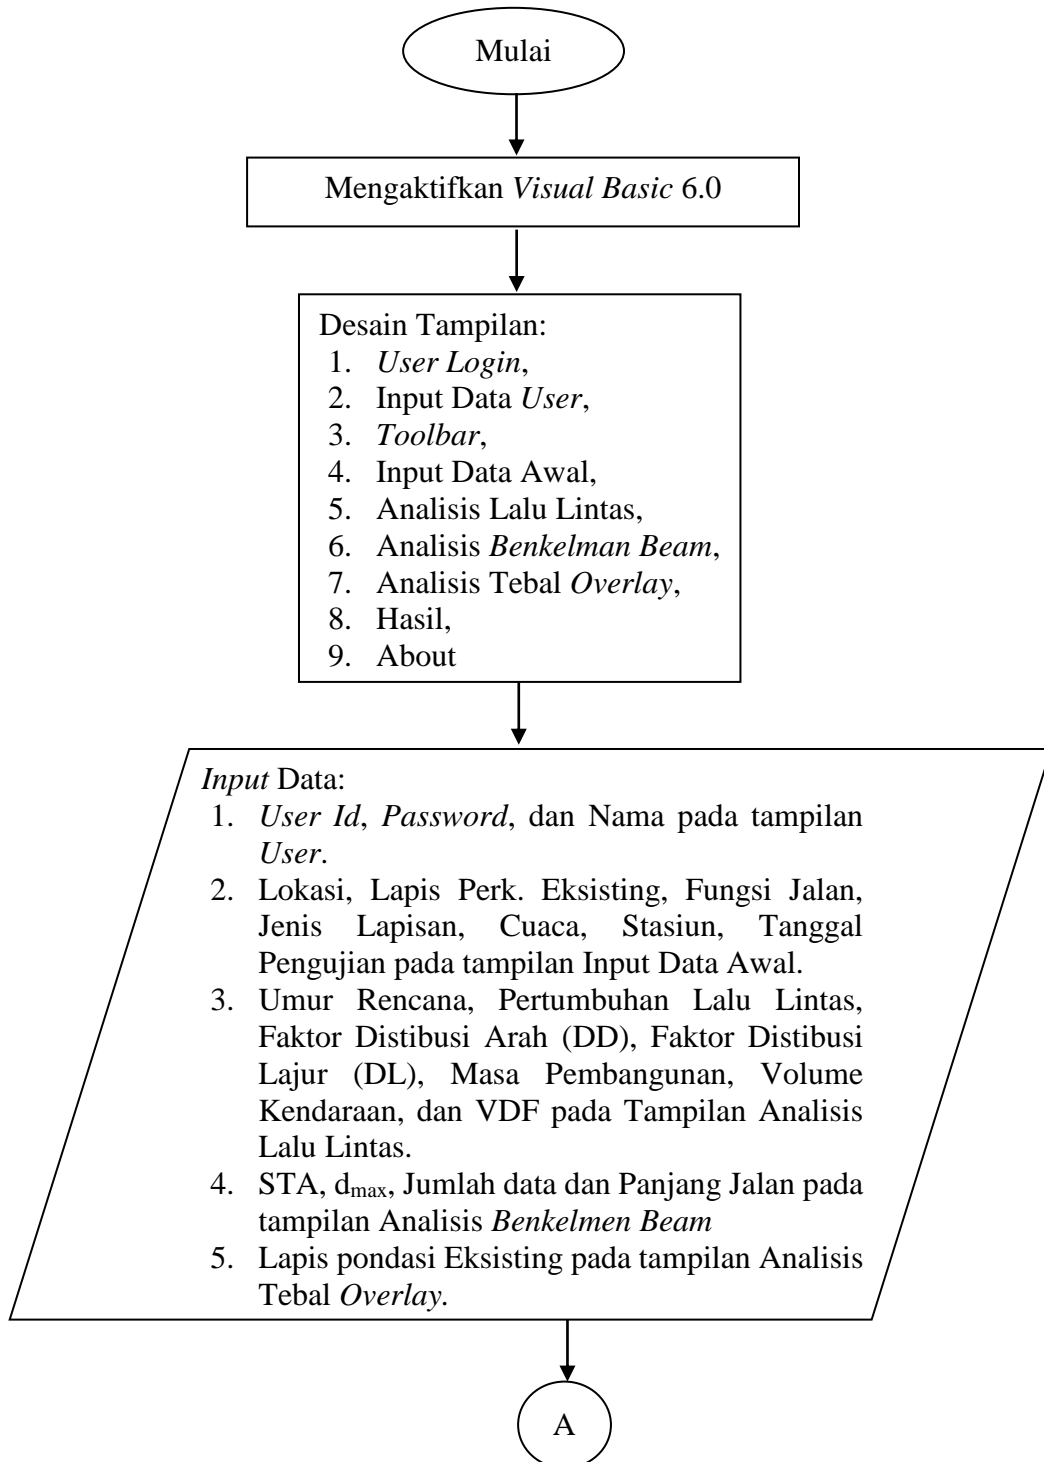 Mulai
Mengaktifkan Visual Basic 6.0
Desain Tampilan:
1. User Login,
2. Input Data User,
3. Toolbar,
4. Input Data Awal,
5. Analisis Lalu Lintas,
6. Analisis Benkelman Beam,
7. Analisis Tebal Overlay,
8. Hasil,
9. About
Input Data:
1. User Id, Password, dan Nama pada tampilan
User.
2. Lokasi, Lapis Perk. Eksisting, Fungsi Jalan,
Jenis Lapisan, Cuaca, Stasiun, Tanggal
Pengujian pada tampilan Input Data Awal.
3. Umur Rencana, Pertumbuhan Lalu Lintas,
Faktor Distibusi Arah (DD), Faktor Distibusi
Lajur (DL), Masa Pembangunan, Volume
Kendaraan, dan VDF pada Tampilan Analisis
Lalu Lintas.
4. STA, dmax, Jumlah data dan Panjang Jalan pada
tampilan Analisis Benkelmen Beam
5. Lapis pondasi Eksisting pada tampilan Analisis
Tebal Overlay.
A